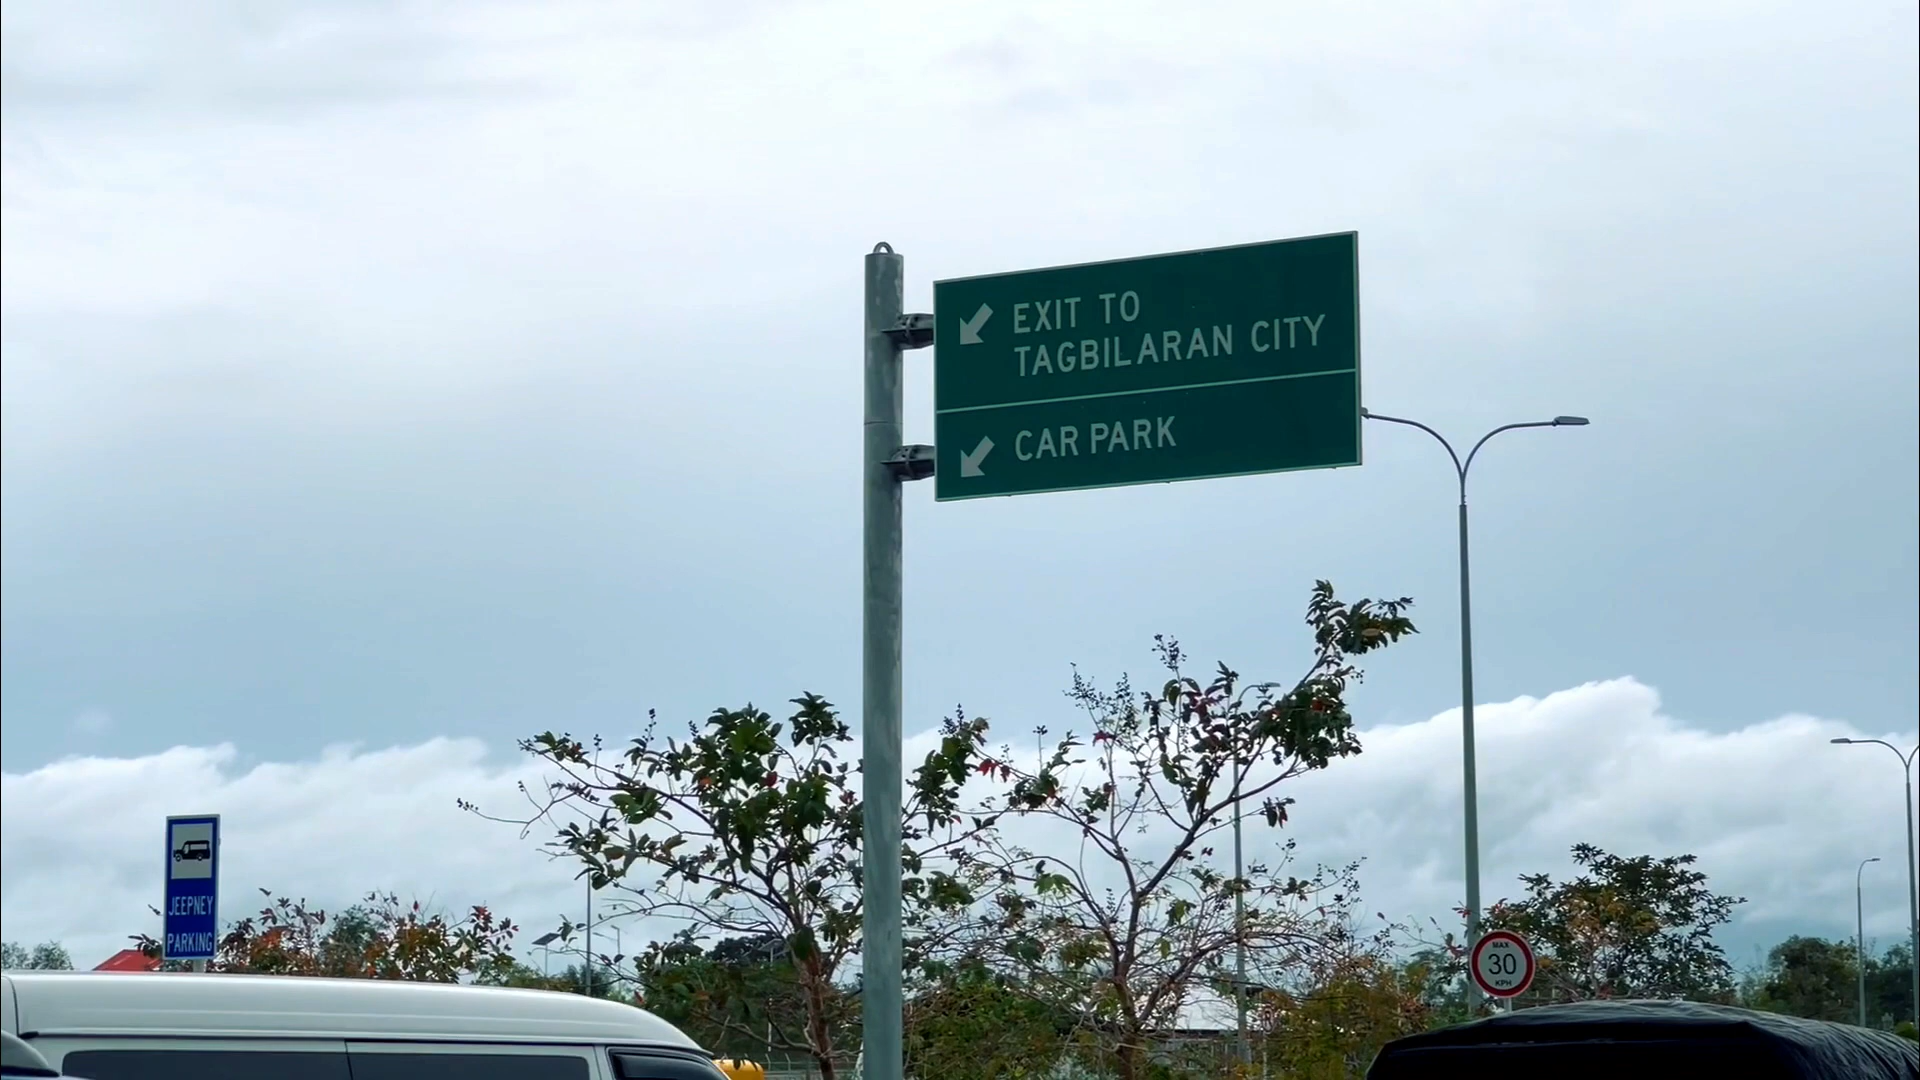 EXIT TO
TAGBILARAN CITY
CAR PARK
JEEPNEY
PARKING
MAX
30
KPH